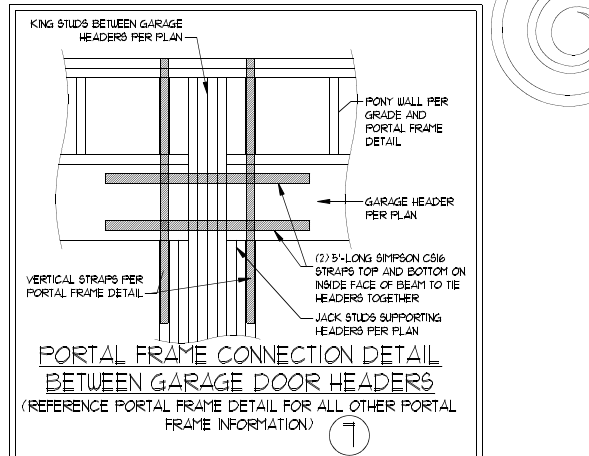 KING STUDS BETWEEN GARAGE
HEADERS PER PLAN
PONY WALL PER
GRADE AND
PORTAL FRAME
DETAIL
GARAGE HEADER
PER PLAN
(2) 5'-LONG SIMPSON CS16
STRAPS TOP AND BOTTOM ON
INSIDE FACE OF BEAM TO TIE
HEADERS TOGETHER
VERTICAL STRAPS PER
PORTAL FRAME DETAIL
JACK STUDS SUPPORTING
HEADERS PER PLAN
PORTAL FRAME CONNECTION DETAIL
BETWEEN GARAGE DOOR HEADERS
(REFERENCE PORTAL FRAME DETAIL FOR ALL OTHER PORTAL
FRAME INFORMATION)
7